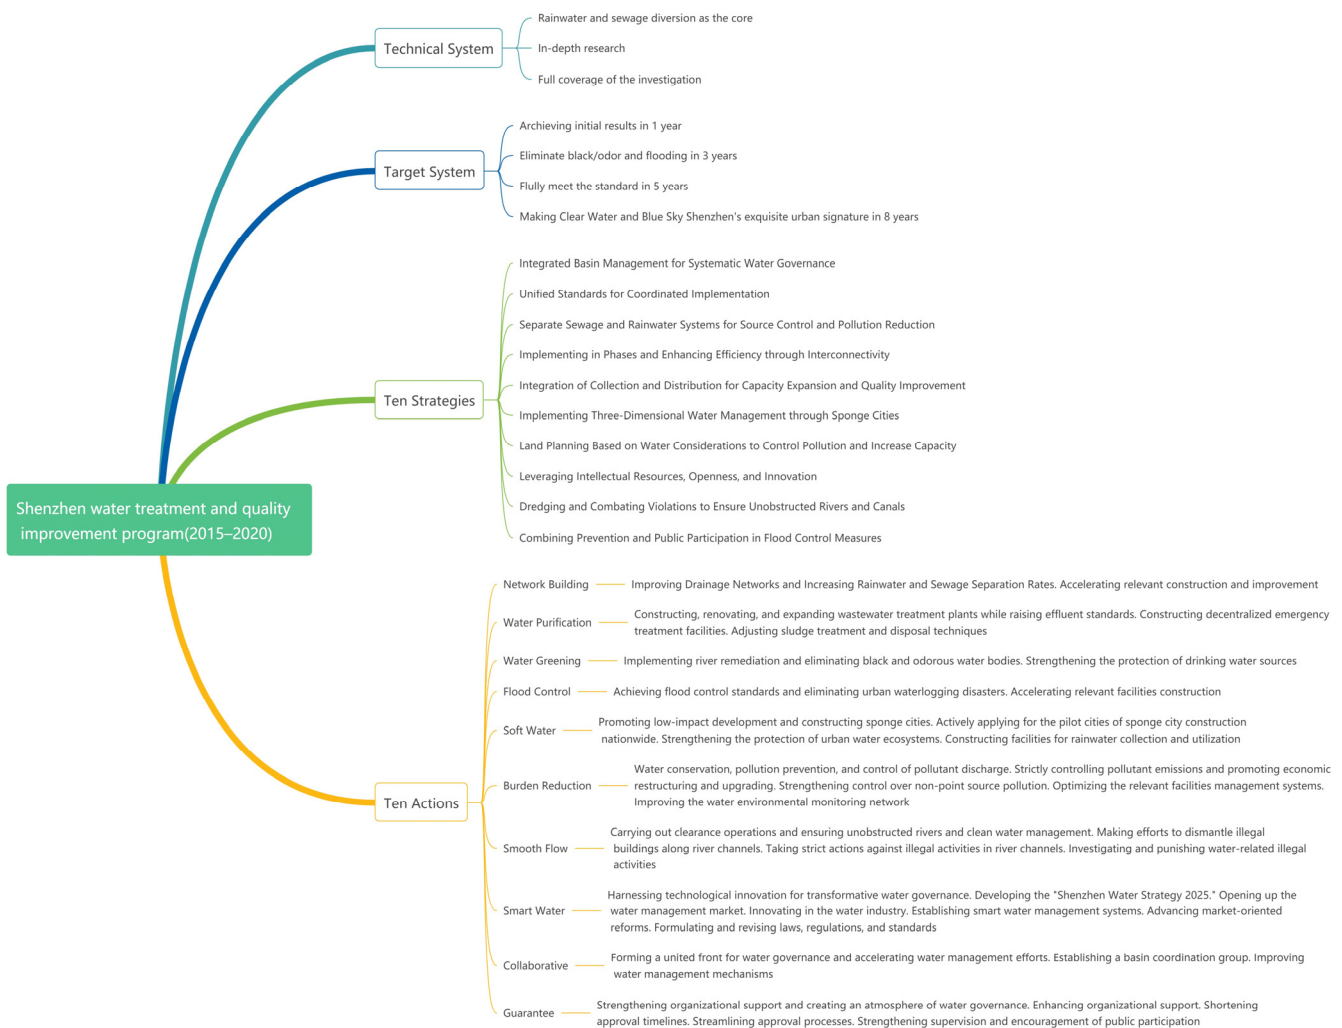 Shenzhen water treatment and quality
improvement program(2015–2020)
Technical System
Rainwater and sewage diversion as the core
In-depth research
Full coverage of the investigation
Target System
Archieving initial results in 1 year
Eliminate black/odor and flooding in 3 years
Flully meet the standard in 5 years
Making Clear Water and Blue Sky Shenzhen's exquisite urban signature in 8 years
Ten Strategies
Integrated Basin Management for Systematic Water Governance
Unified Standards for Coordinated Implementation
Separate Sewage and Rainwater Systems for Source Control and Pollution Reduction
Implementing in Phases and Enhancing Efficiency through Interconnectivity
Integration of Collection and Distribution for Capacity Expansion and Quality Improvement
Implementing Three-Dimensional Water Management through Sponge Cities
Land Planning Based on Water Considerations to Control Pollution and Increase Capacity
Leveraging Intellectual Resources, Openness, and Innovation
Dredging and Combating Violations to Ensure Unobstructed Rivers and Canals
Combining Prevention and Public Participation in Flood Control Measures
Ten Actions
Network Building
Improving Drainage Networks and Increasing Rainwater and Sewage Separation Rates. Accelerating relevant construction and improvement
Water Purification
Constructing, renovating, and expanding wastewater treatment plants while raising effluent standards. Constructing decentralized emergency
treatment facilities. Adjusting sludge treatment and disposal techniques
Water Greening
Implementing river remediation and eliminating black and odorous water bodies. Strengthening the protection of drinking water sources
Flood Control
Achieving flood control standards and eliminating urban waterlogging disasters. Accelerating relevant facilities construction
Soft Water
Promoting low-impact development and constructing sponge cities. Actively applying for the pilot cities of sponge city construction
nationwide. Strengthening the protection of urban water ecosystems. Constructing facilities for rainwater collection and utilization
Burden Reduction
Water conservation, pollution prevention, and control of pollutant discharge. Strictly controlling pollutant emissions and promoting economic
restructuring and upgrading. Strengthening control over non-point source pollution. Optimizing the relevant facilities management systems.
Improving the water environmental monitoring network
Smooth Flow
Carrying out clearance operations and ensuring unobstructed rivers and clean water management. Making efforts to dismantle illegal
buildings along river channels. Taking strict actions against illegal activities in river channels. Investigating and punishing water-related illegal
activities
Smart Water
Harnessing technological innovation for transformative water governance. Developing the "Shenzhen Water Strategy 2025." Opening up the
water management market. Innovating in the water industry. Establishing smart water management systems. Advancing market-oriented
reforms. Formulating and revising laws, regulations, and standards
Collaborative
Forming a united front for water governance and accelerating water management efforts. Establishing a basin coordination group. Improving
water management mechanisms
Guarantee
Strengthening organizational support and creating an atmosphere of water governance. Enhancing organizational support. Shortening
approval timelines. Streamlining approval processes. Strengthening supervision and encouragement of public participation